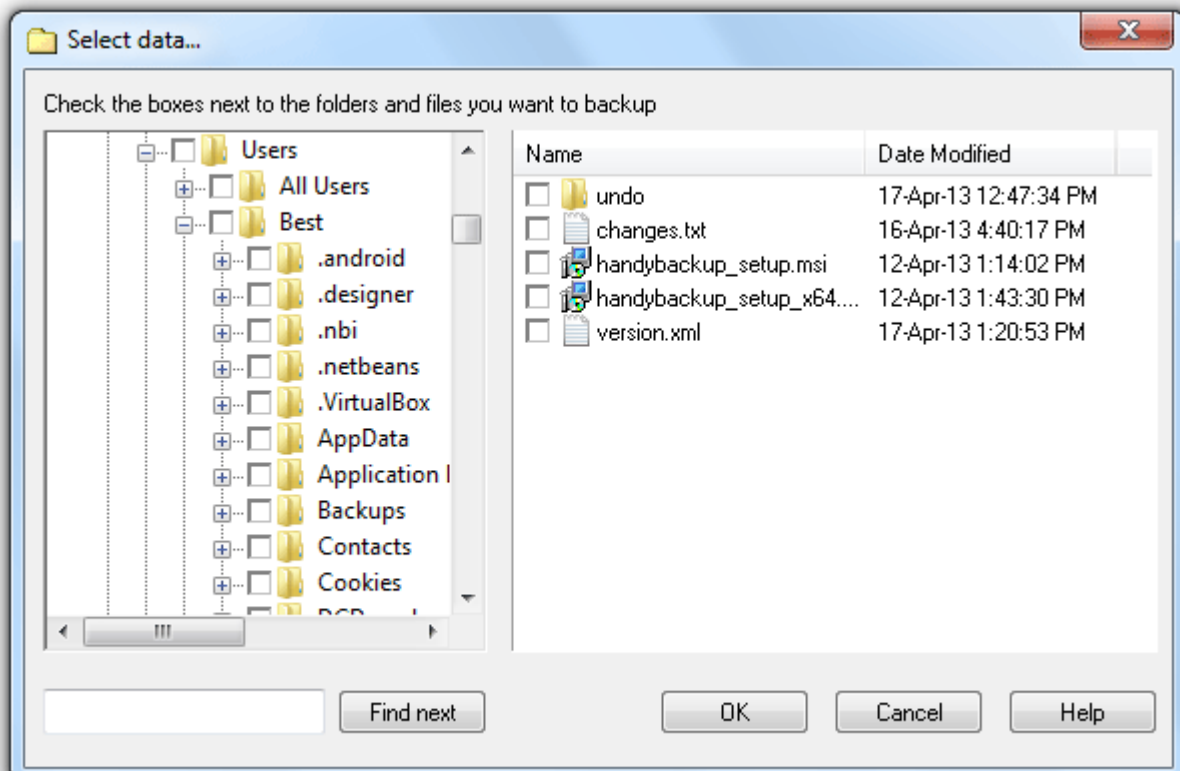 Select data...
Check the boxes next to the folders and files you want to backup
Users
All Users
Best
.android
.designer
.nbi
.netbeans
.VirtualBox
AppData
Application
Backups
Contacts
Cookies
Name Date Modified
undo 17-Apr-13 12:47:34 PM
changes.txt 16-Apr-13 4:40:17 PM
handybackup_setup.msi 12-Apr-13 1:14:02 PM
handybackup_setup_x64.... 12-Apr-13 1:43:30 PM
version.xml 17-Apr-13 1:20:53 PM
Find next OK Cancel Help